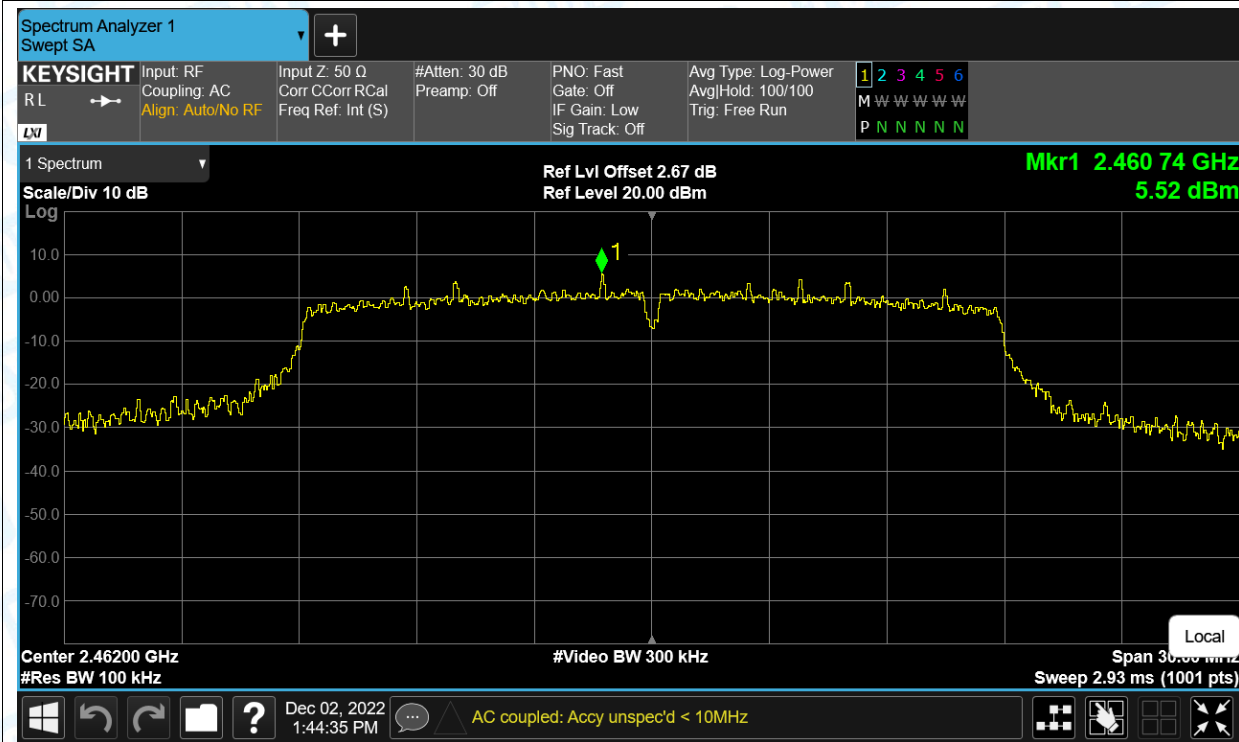 Spectrum Analyzer 1
Swept SA
KEYSIGHT
R L
LXI
Input: RF
Coupling: AC
Align: Auto/No RF
Input Z: 50 Ω
Corr CCorr RCal
Freq Ref: Int (S)
#Atten: 30 dB
Preamp: Off
PNO: Fast
Gate: Off
IF Gain: Low
Sig Track: Off
Avg Type: Log-Power
Avg|Hold: 100/100
Trig: Free Run
1 2 3 4 5 6
M W W W W W
P N N N N N
1 Spectrum
Scale/Div 10 dB
Log
Ref Lvl Offset 2.67 dB
Ref Level 20.00 dBm
Mkr1 2.460 74 GHz
5.52 dBm
1
10.0
0.00
-10.0
-20.0
-30.0
-40.0
-50.0
-60.0
-70.0
Local
Center 2.46200 GHz
#Video BW 300 kHz
Span 30.00 MHz
#Res BW 100 kHz
Sweep 2.93 ms (1001 pts)
?
Dec 02, 2022
1:44:35 PM
AC coupled: Accy unspec'd < 10MHz